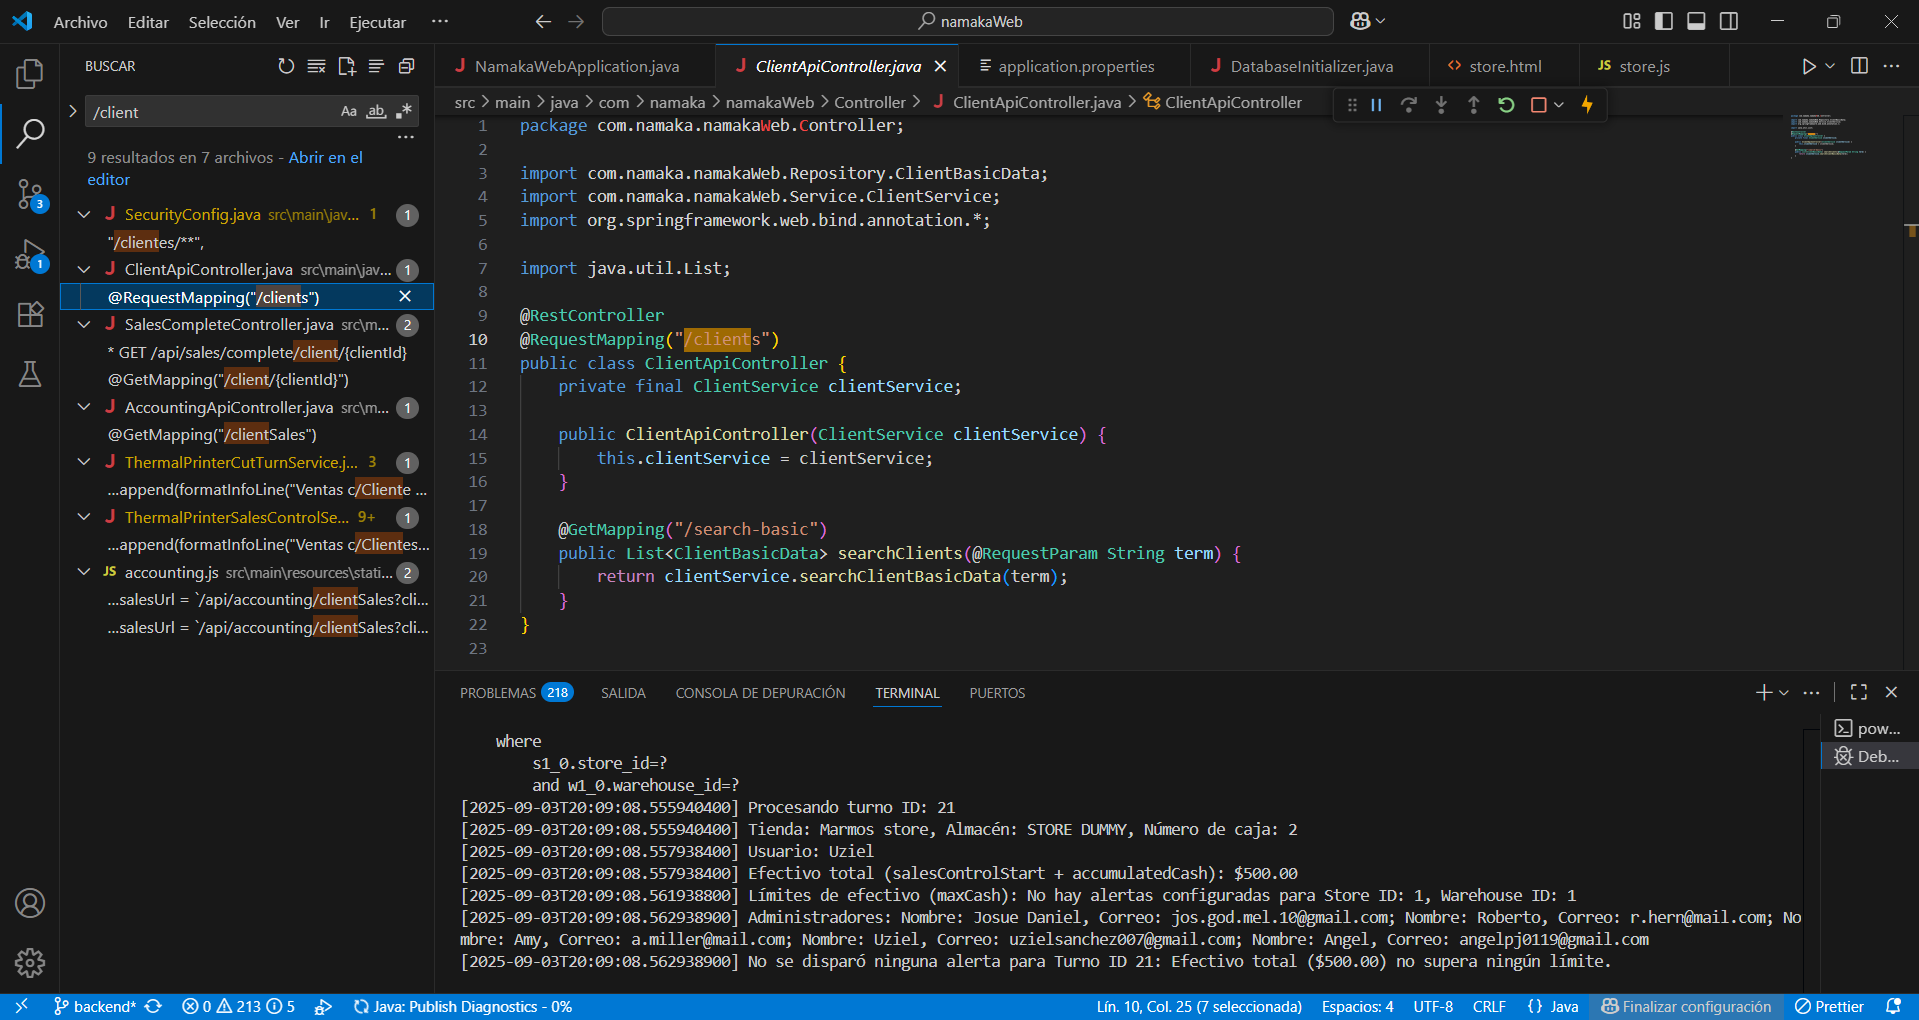 Archivo Editar Selección Ver Ir Ejecutar ···
namakaWeb
BUSCAR
/client
Aa ab
9 resultados en 7 archivos - Abrir en el
editor
SecurityConfig.java src\main\jav... 1 1
"/clientes/**",
ClientApiController.java src\main\jav... 1
@RequestMapping("/clients")
SalesCompleteController.java src\m... 2
* GET /api/sales/complete/client/{clientId}
@GetMapping("/client/{clientId}")
AccountingApiController.java src\m... 1
@GetMapping("/clientSales")
ThermalPrinterCutTurnService.j... 3 1
...append(formatInfoLine("Ventas c/Cliente ...
ThermalPrinterSalesControlSe... 9+ 1
...append(formatInfoLine("Ventas c/Clientes...
JS accounting.js src\main\resources\stati... 2
...salesUrl = `/api/accounting/clientSales?cli...
...salesUrl = `/api/accounting/clientSales?cli...
3
1
J NamakaWebApplication.java J ClientApiController.java application.properties J DatabaseInitializer.java <> store.html JS store.js
src > main > java > com > namaka > namakaWeb > Controller > J ClientApiController.java > ClientApiController
1 package com.namaka.namakaWeb.Controller;
2
3 import com.namaka.namakaWeb.Repository.ClientBasicData;
4 import com.namaka.namakaWeb.Service.ClientService;
5 import org.springframework.web.bind.annotation.*;
6
7 import java.util.List;
8
9 @RestController
10 @RequestMapping("/clients")
11 public class ClientApiController {
12 private final ClientService clientService;
13
14 public ClientApiController(ClientService clientService) {
15 this.clientService = clientService;
16 }
17
18 @GetMapping("/search-basic")
19 public List<ClientBasicData> searchClients(@RequestParam String term) {
20 return clientService.searchClientBasicData(term);
21 }
22 }
23
PROBLEMAS 218 SALIDA CONSOLA DE DEPURACIÓN TERMINAL PUERTOS
where
s1_0.store_id=?
and w1_0.warehouse_id=?
[2025-09-03T20:09:08.555940400] Procesando turno ID: 21
[2025-09-03T20:09:08.555940400] Tienda: Marmos store, Almacén: STORE DUMMY, Número de caja: 2
[2025-09-03T20:09:08.557938400] Usuario: Uziel
[2025-09-03T20:09:08.557938400] Efectivo total (salesControlStart + accumulatedCash): $500.00
[2025-09-03T20:09:08.561938800] Límites de efectivo (maxCash): No hay alertas configuradas para Store ID: 1, Warehouse ID: 1
[2025-09-03T20:09:08.562938900] Administradores: Nombre: Josue Daniel, Correo: jos.god.mel.10@gmail.com; Nombre: Roberto, Correo: r.hern@mail.com; No
mbre: Amy, Correo: a.miller@mail.com; Nombre: Uziel, Correo: uzielsanchez007@gmail.com; Nombre: Angel, Correo: angelpj0119@gmail.com
[2025-09-03T20:09:08.562938900] No se disparó ninguna alerta para Turno ID 21: Efectivo total ($500.00) no supera ningún límite.
pow...
Deb...
backend* 0 213 5 Java: Publish Diagnostics - 0% Lín. 10, Col. 25 (7 seleccionada) Espacios: 4 UTF-8 CRLF {} Java Finalizar configuración Prettier